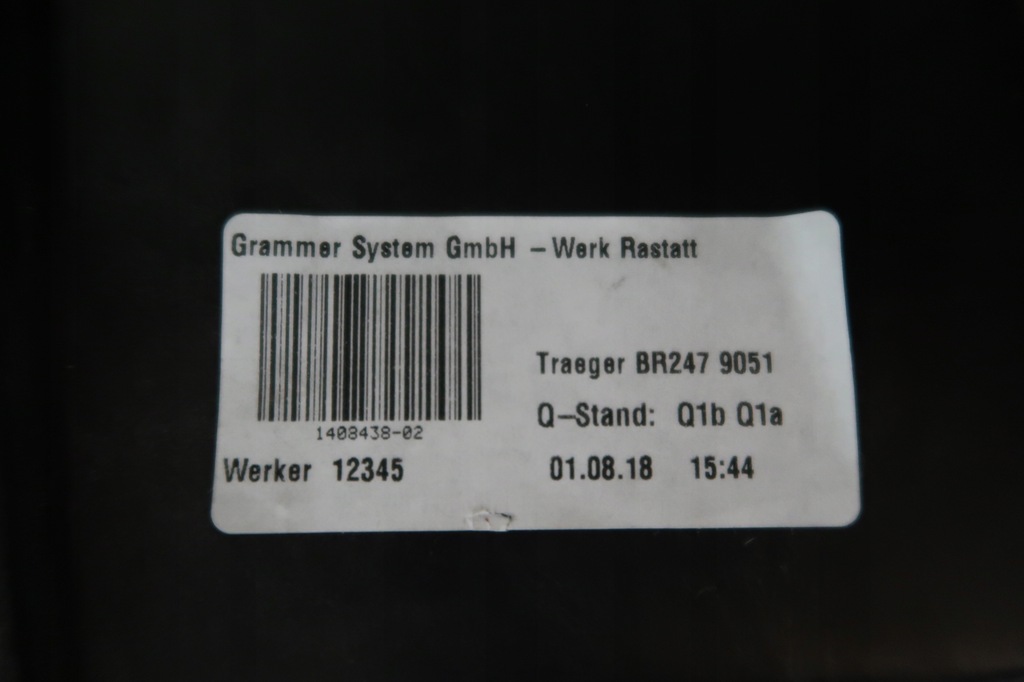 Grammer System GmbH – Werk Rastatt
Traeger BR247 9051
Q–Stand: Q1b Q1a
1408438-02
Werker 12345 01.08.18 15:44